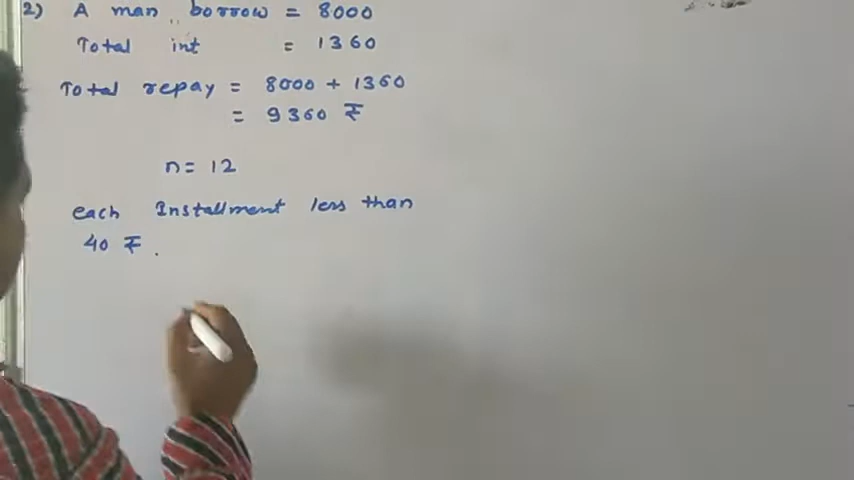 2) A man borrow = 8000
Total int = 1360
Total repay = 8000 + 1360
= 9360 ₹
n = 12
each Installment less than
40 ₹.